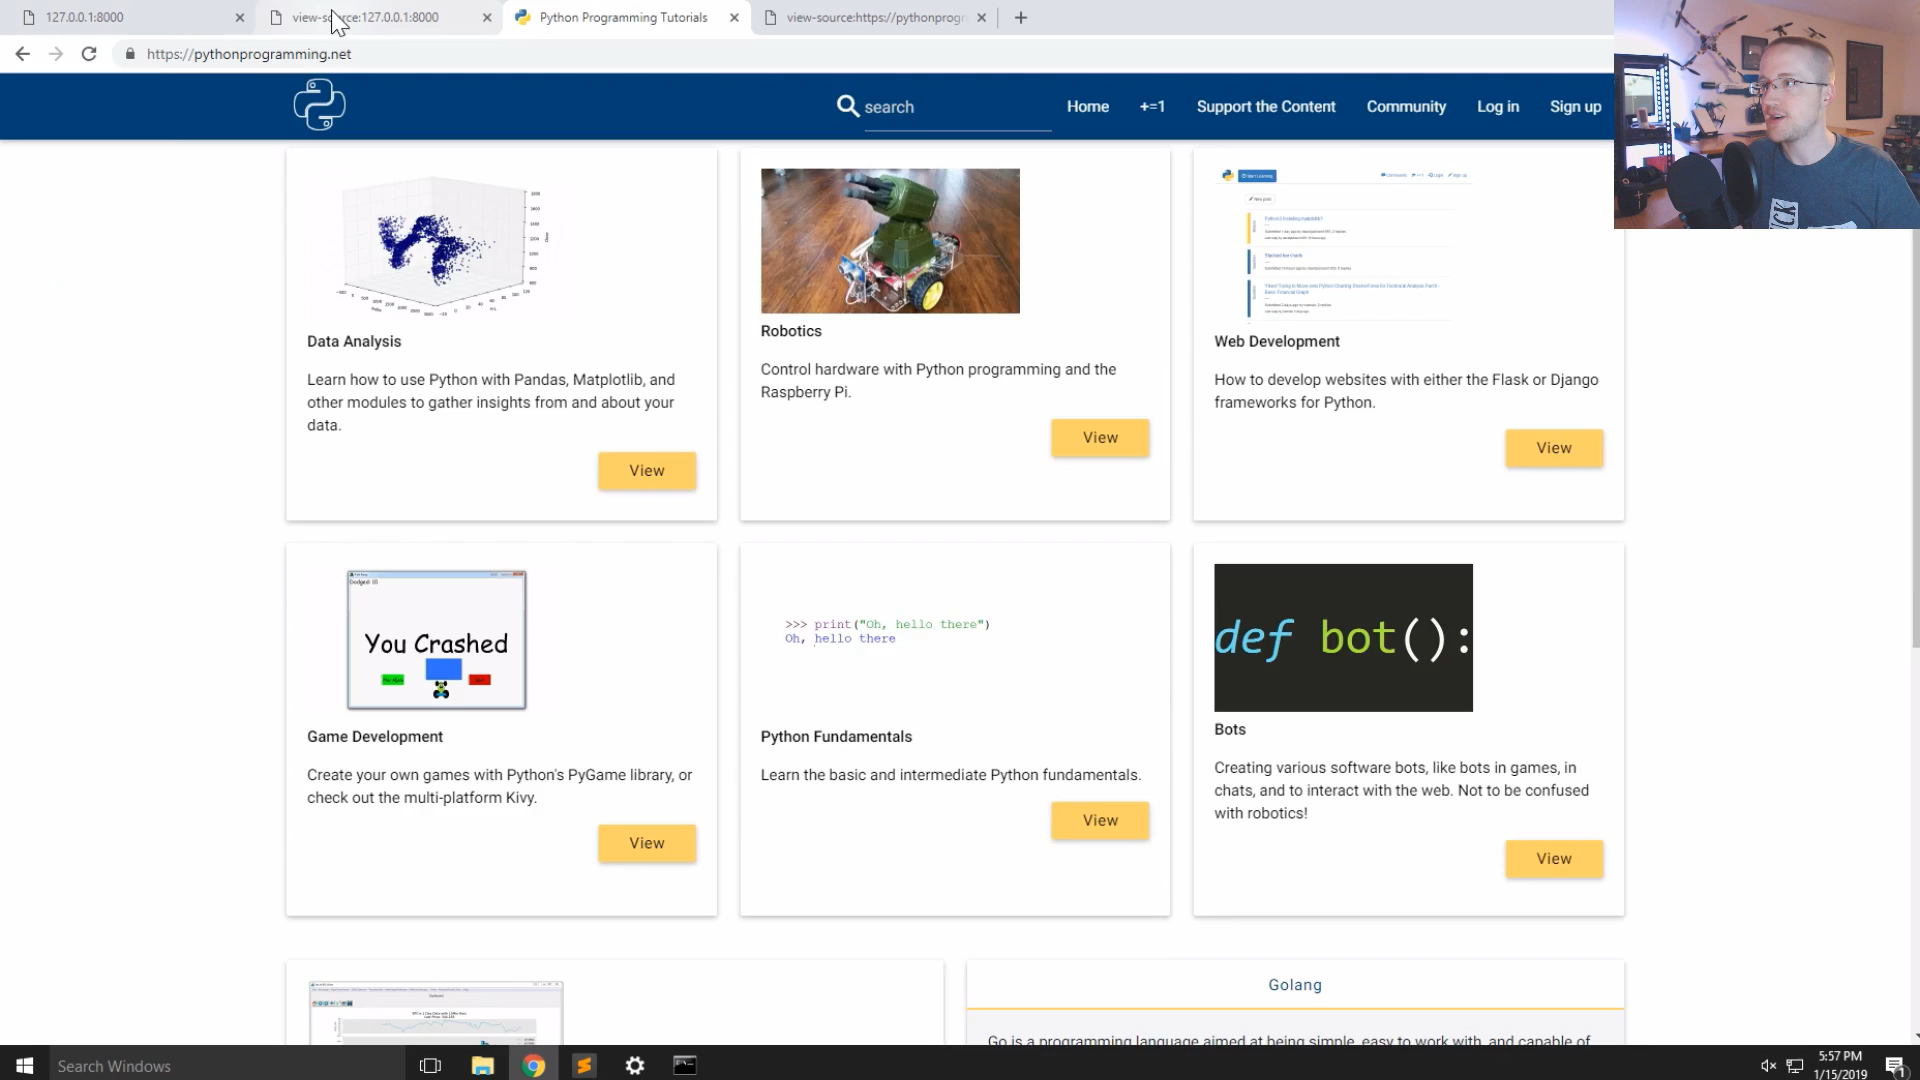 127.0.0.1:8000
view-source:127.0.0.1:8000
Python Programming Tutorials
view-source:https://pythonprogr
https://pythonprogramming.net
search
Home
+=1
Support the Content
Community
Log in
Sign up
Data Analysis
Learn how to use Python with Pandas, Matplotlib, and
other modules to gather insights from and about your
data.
View
Robotics
Control hardware with Python programming and the
Raspberry Pi.
View
Web Development
How to develop websites with either the Flask or Django
frameworks for Python.
View
You Crashed
Game Development
Create your own games with Python's PyGame library, or
check out the multi-platform Kivy.
View
>>> print("Oh, hello there")
Oh, hello there
Python Fundamentals
Learn the basic and intermediate Python fundamentals.
View
def bot():
Bots
Creating various software bots, like bots in games, in
chats, and to interact with the web. Not to be confused
with robotics!
View
Golang
Go is a programming language aimed at being simple, easy to work with, and capable of
Search Windows
5:57 PM
1/15/2019